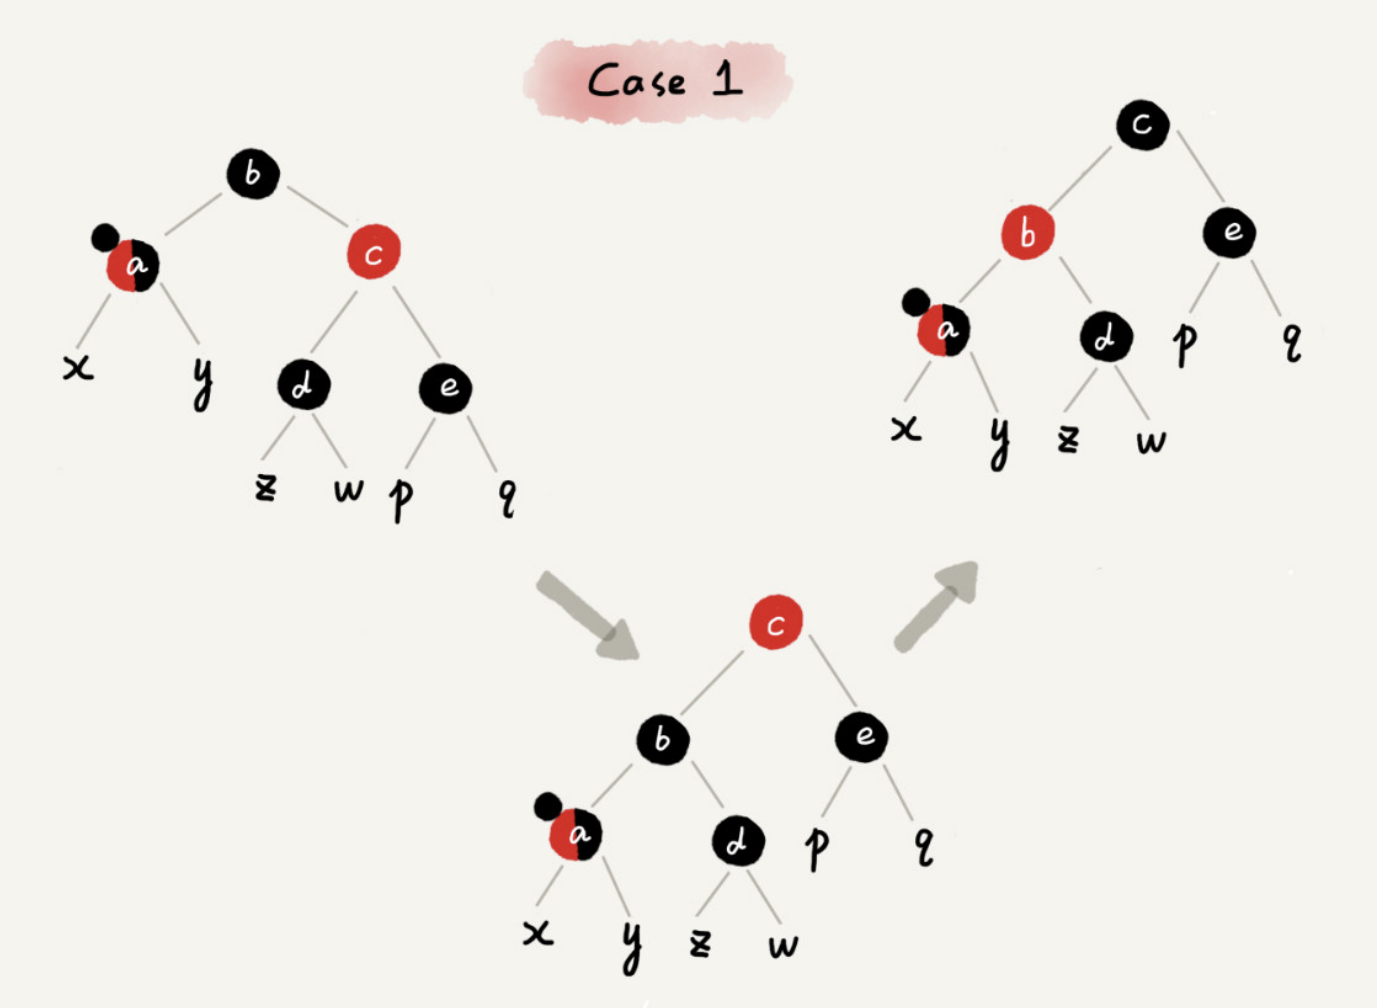 Case 1
b
a c
x y d e
z w p q
c
b e
a d p q
x y z w
c
b e
a d p q
x y z w